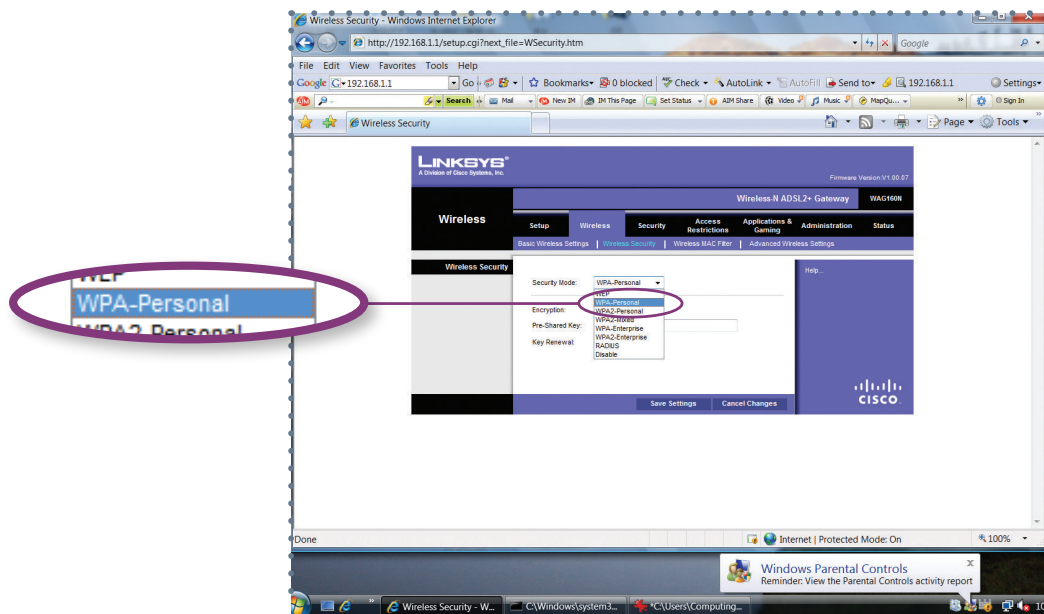 Wireless Security - Windows Internet Explorer
http://192.168.1.1/setup.cgi?next_file=WSecurity.htm
Google
File Edit View Favorites Tools Help
Google G 192.168.1.1 Go Bookmarks 0 blocked Check AutoLink AutoFill Send to 192.168.1.1 Settings
Search Mail New IM IM This Page Set Status AIM Share Video Music MapQu... » Sign In
Wireless Security Page Tools »
LINKSYS®
A Division of Cisco Systems, Inc.
Firmware Version:V1.00.07
Wireless-N ADSL2+ Gateway WAG160N
Wireless
Setup Wireless Security Access Restrictions Applications & Gaming Administration Status
Basic Wireless Settings | Wireless Security | Wireless MAC Filter | Advanced Wireless Settings
Wireless Security
Help...
Security Mode: WPA-Personal
WEP
WPA-Personal
Encryption: WPA2-Personal
WPA2-Mixed
Pre-Shared Key: WPA-Enterprise
WPA2-Enterprise
Key Renewal: RADIUS
Disable
WEP
WPA-Personal
WPA2-Personal
CISCO.
Save Settings Cancel Changes
Done Internet | Protected Mode: On 100%
Windows Parental Controls X
Reminder: View the Parental Controls activity report
» Wireless Security - W... C:\Windows\system3... *C:\Users\Computing... 10